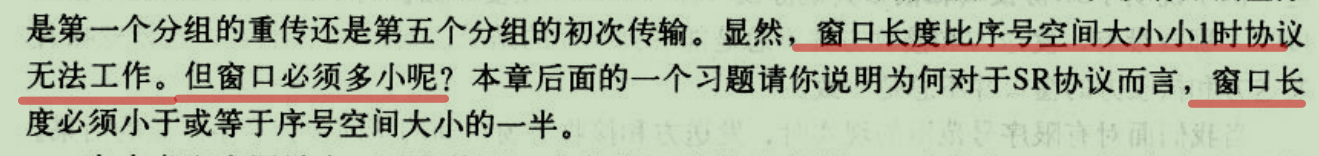 是第一个分组的重传还是第五个分组的初次传输。显然，窗口长度比序号空间大小小1时协议
无法工作。但窗口必须多小呢？本章后面的一个习题请你说明为何对于SR协议而言，窗口长
度必须小于或等于序号空间大小的一半。